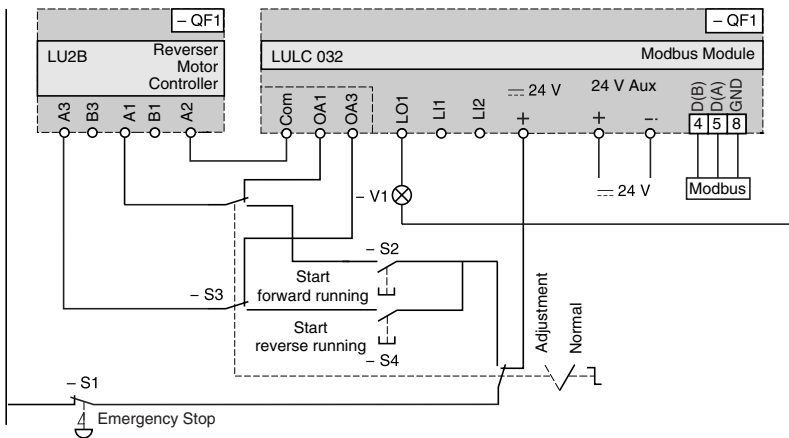 – QF1
LU2B
Reverser
Motor
Controller
A3
B3
A1
B1
A2
– QF1
LULC 032
Modbus Module
Com
OA1
OA3
LO1
LI1
LI2
24 V
+
24 V Aux
+
-
D(B)
D(A)
GND
4 5 8
– V1
24 V
Modbus
– S2
Start
forward running
– S3
Start
reverse running
– S4
Adjustment
Normal
– S1
Emergency Stop